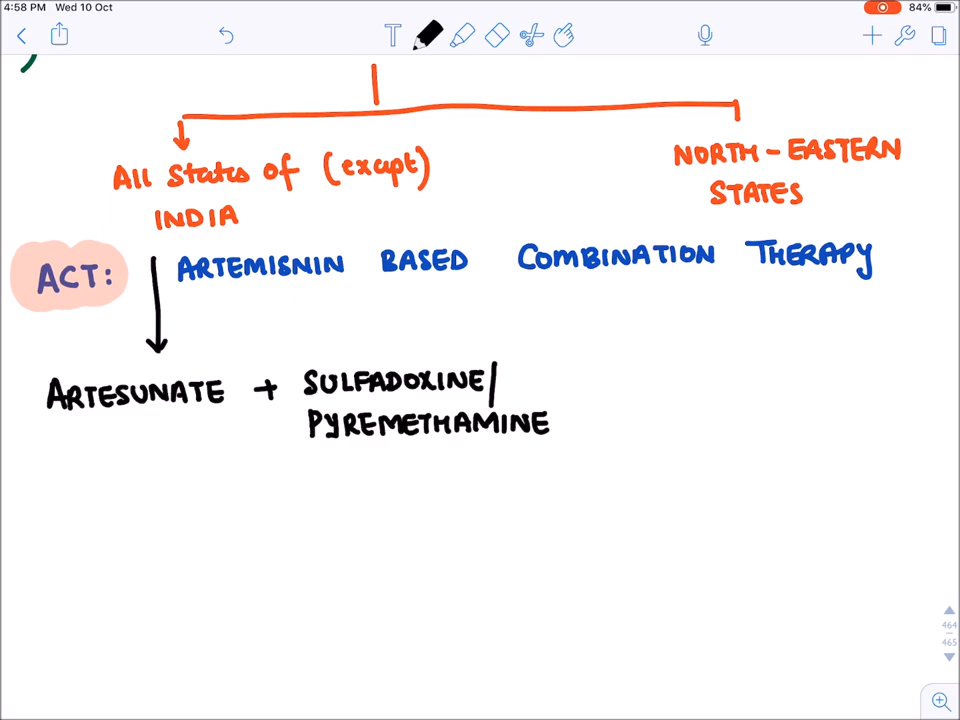 4:58 PM Wed 10 Oct
84%
T
All States of (except)
INDIA
NORTH-EASTERN
STATES
ACT:
ARTEMISNIN BASED COMBINATION THERAPY
ARTESUNATE + SULFADOXINE/
PYREMETHAMINE
464
465